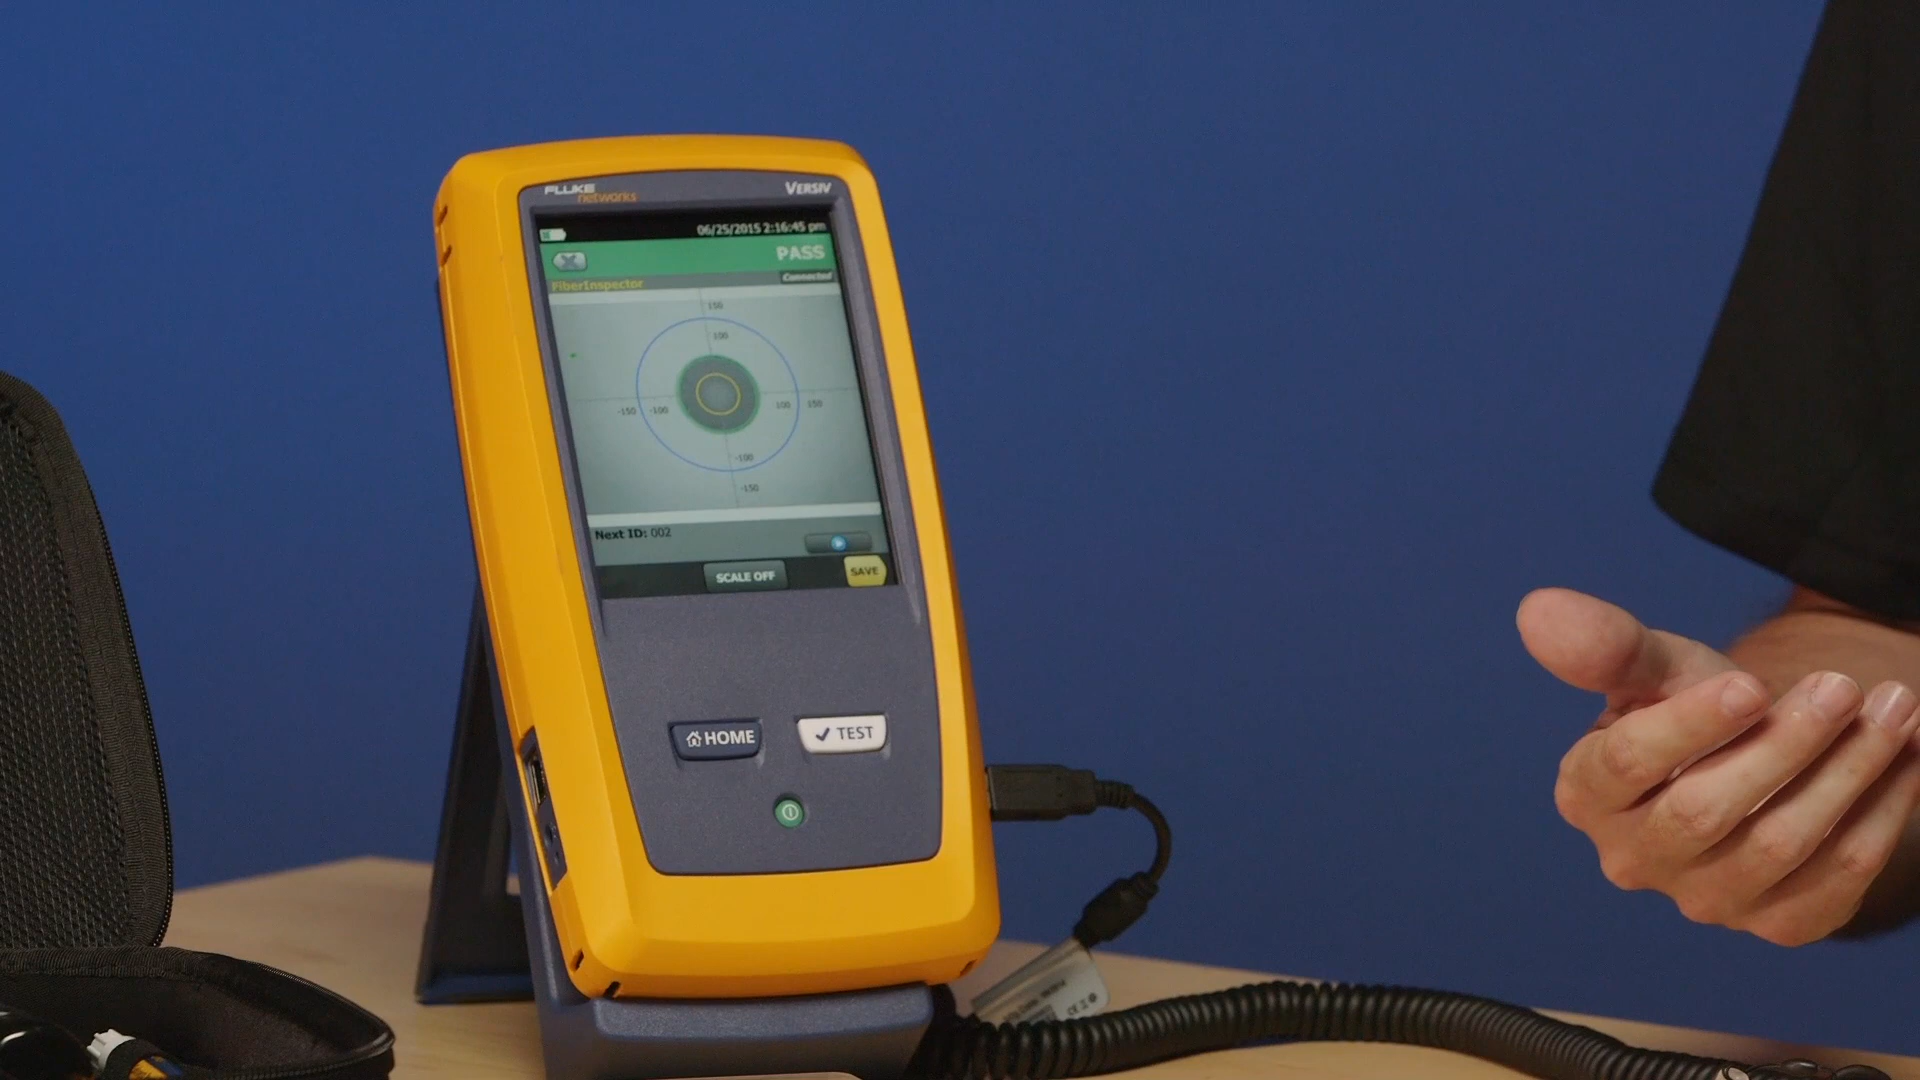 FLUKE networks
VERSIV
06/25/2015 2:16:45 pm
PASS
Connected
FiberInspector
150
100
-150 -100 100 150
-100
-150
Next ID: 002
SCALE OFF
SAVE
HOME
TEST